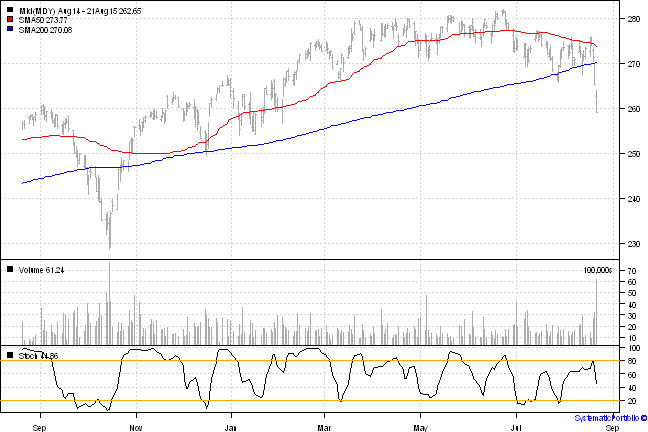 Mid(MDY) Aug14 - 21Aug15 262.65
SMA50 273.77
SMA200 270.08
280
270
260
250
240
230
Volume 61.24
100,000s
70
60
50
40
30
20
10
Stoch 44.86
100
80
60
40
20
Sep
Nov
Jan
Mar
May
Jul
Sep
SystematicPortfolio ©